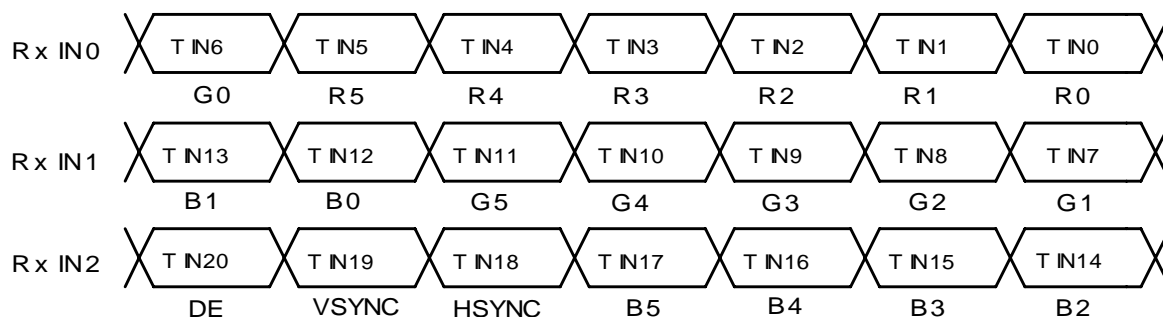 Rx IN0 TIN6 TIN5 TIN4 TIN3 TIN2 TIN1 TIN0
G0 R5 R4 R3 R2 R1 R0
Rx IN1 TIN13 TIN12 TIN11 TIN10 TIN9 TIN8 TIN7
B1 B0 G5 G4 G3 G2 G1
Rx IN2 TIN20 TIN19 TIN18 TIN17 TIN16 TIN15 TIN14
DE VSYNC HSYNC B5 B4 B3 B2